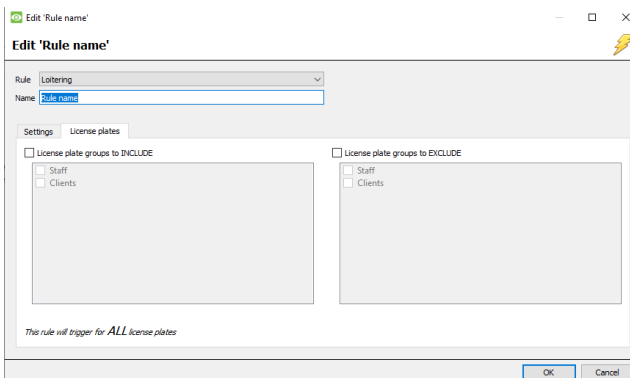 Edit 'Rule name'
Edit 'Rule name'
Rule Loitering
Name Rule name
Settings License plates
License plate groups to INCLUDE License plate groups to EXCLUDE
Staff Staff
Clients Clients
This rule will trigger for ALL license plates
OK Cancel